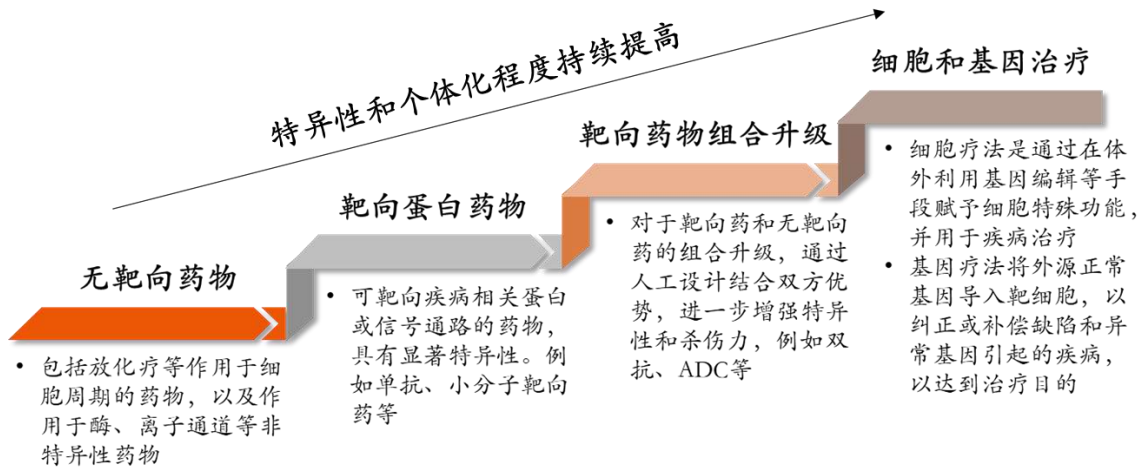 特异性和个体化程度持续提高
无靶向药物
• 包括放化疗等作用于细
胞周期的药物，以及作
用于酶、离子通道等非
特异性药物
靶向蛋白药物
• 可靶向疾病相关蛋白
或信号通路的药物，
具有显著特异性。例
如单抗、小分子靶向
药等
靶向药物组合升级
• 对于靶向药和无靶向
药的组合升级，通过
人工设计结合双方优
势，进一步增强特异
性和杀伤力，例如双
抗、ADC等
细胞和基因治疗
• 细胞疗法是通过在体
外利用基因编辑等手
段赋予细胞特殊功能，
并用于疾病治疗
• 基因疗法将外源正常
基因导入靶细胞，以
纠正或补偿缺陷和异
常基因引起的疾病，
以达到治疗目的